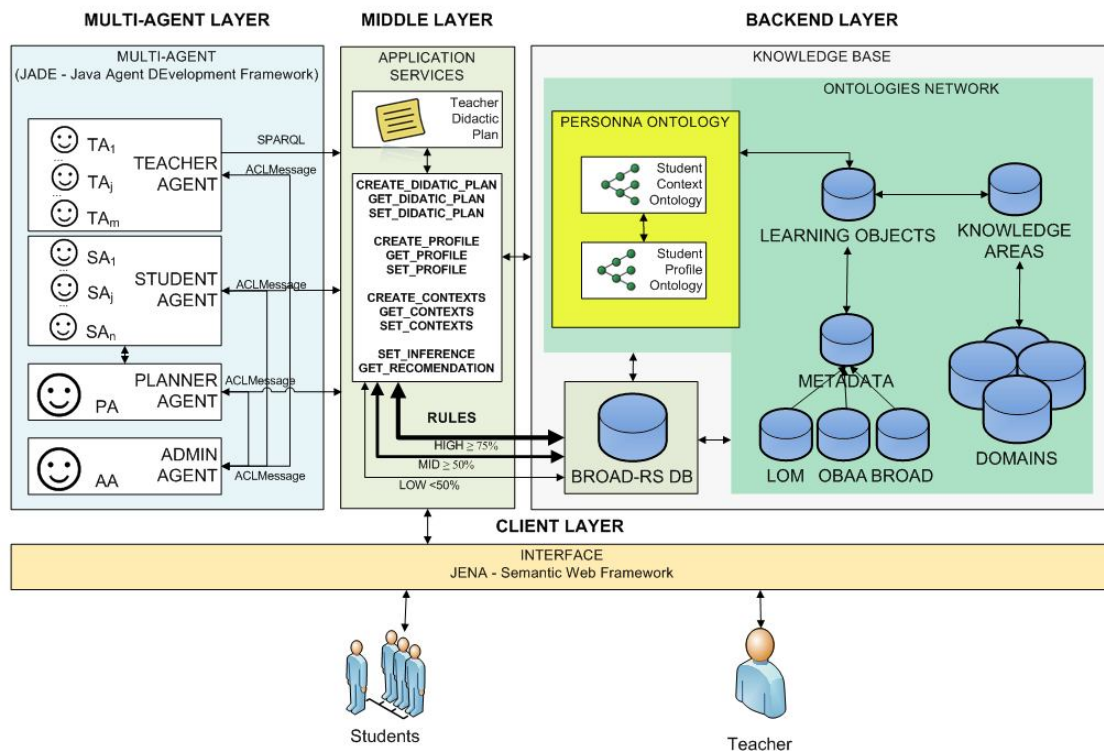 MULTI-AGENT LAYER
MIDDLE LAYER
BACKEND LAYER
MULTI-AGENT
(JADE - Java Agent DEvelopment Framework)
TA1
...
TAj
...
TAm
TEACHER
AGENT
SA1
...
SAj
...
SAn
STUDENT
AGENT
PA
PLANNER
AGENT
AA
ADMIN
AGENT
SPARQL
ACLMessage
ACLMessage
ACLMessage
ACLMessage
APPLICATION
SERVICES
Teacher
Didactic
Plan
CREATE_DIDATIC_PLAN
GET_DIDATIC_PLAN
SET_DIDATIC_PLAN
CREATE_PROFILE
GET_PROFILE
SET_PROFILE
CREATE_CONTEXTS
GET_CONTEXTS
SET_CONTEXTS
SET_INFERENCE
GET_RECOMENDATION
RULES
HIGH ≥ 75%
MID ≥ 50%
LOW <50%
KNOWLEDGE BASE
ONTOLOGIES NETWORK
PERSONNA ONTOLOGY
Student
Context
Ontology
Student
Profile
Ontology
BROAD-RS DB
LEARNING OBJECTS
KNOWLEDGE
AREAS
METADATA
LOM
OBAA
BROAD
DOMAINS
CLIENT LAYER
INTERFACE
JENA - Semantic Web Framework
Students
Teacher